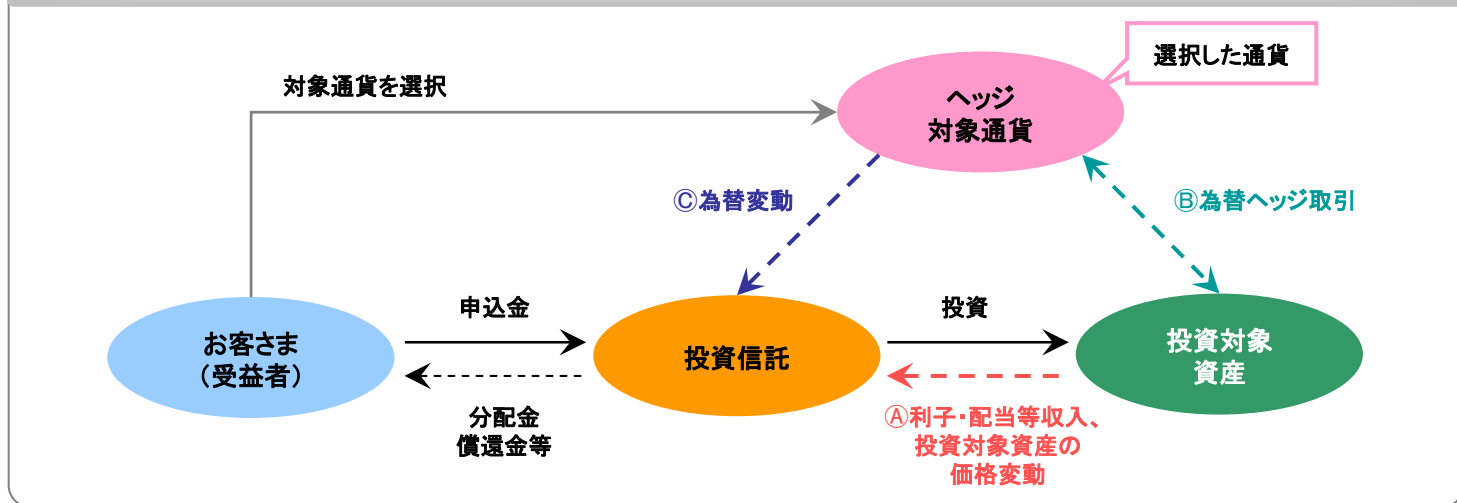 選択した通貨
対象通貨を選択
ヘッジ
対象通貨
Ⓒ為替変動
Ⓑ為替ヘッジ取引
申込金
投資
お客さま
（受益者）
投資信託
投資対象
資産
分配金
償還金等
Ⓐ利子・配当等収入、
投資対象資産の
価格変動